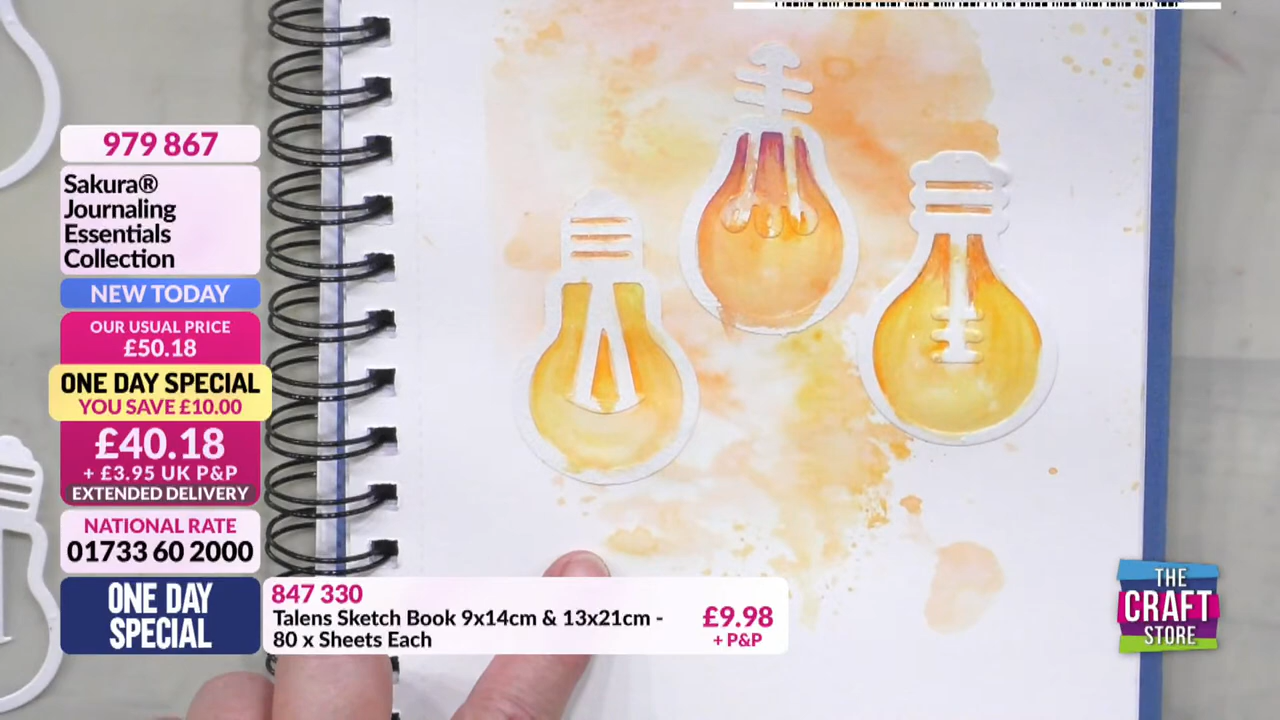 979 867
Sakura®
Journaling
Essentials
Collection
NEW TODAY
OUR USUAL PRICE
£50.18
ONE DAY SPECIAL
YOU SAVE £10.00
£40.18
+ £3.95 UK P&P
EXTENDED DELIVERY
NATIONAL RATE
01733 60 2000
ONE DAY
SPECIAL
847 330
Talens Sketch Book 9x14cm & 13x21cm -
80 x Sheets Each
£9.98
+ P&P
THE
CRAFT
STORE